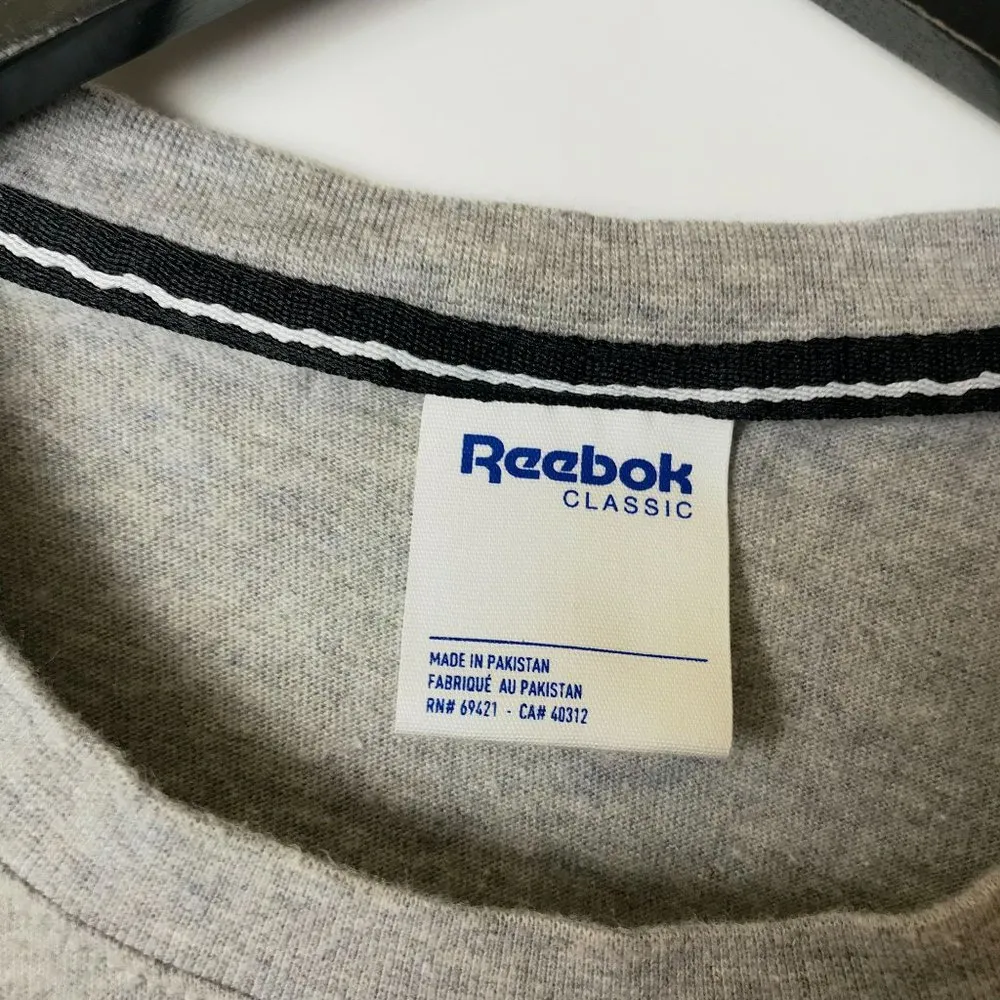 Reebok
CLASSIC
MADE IN PAKISTAN
FABRIQUÉ AU PAKISTAN
RN# 69421 - CA# 40312